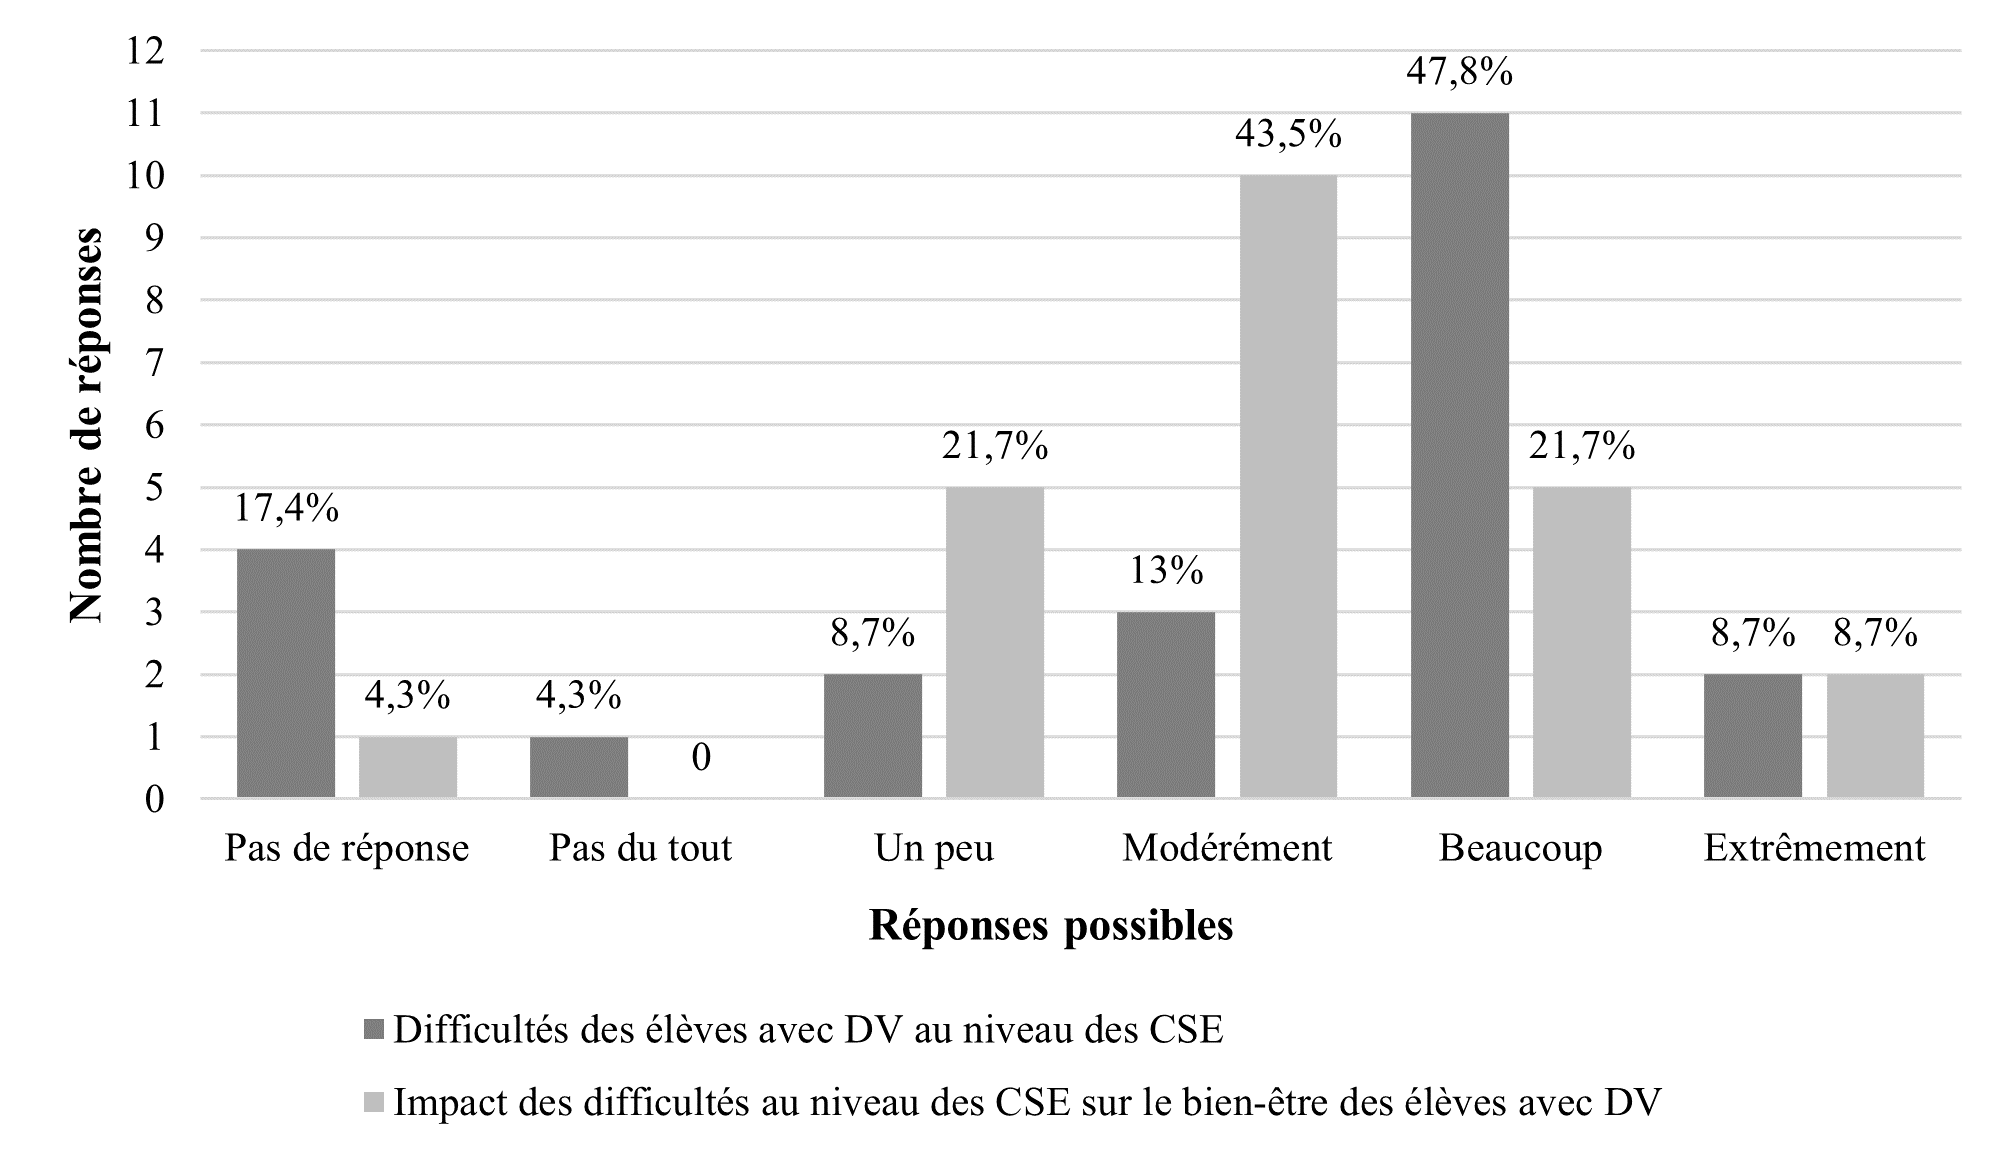 Nombre de réponses
12
11
10
9
8
7
6
5
4
3
2
1
0
17,4%
4,3%
4,3%
0
8,7%
21,7%
13%
43,5%
47,8%
21,7%
8,7%
8,7%
Pas de réponse
Pas du tout
Un peu
Modérément
Beaucoup
Extrêmement
Réponses possibles
Difficultés des élèves avec DV au niveau des CSE
Impact des difficultés au niveau des CSE sur le bien-être des élèves avec DV